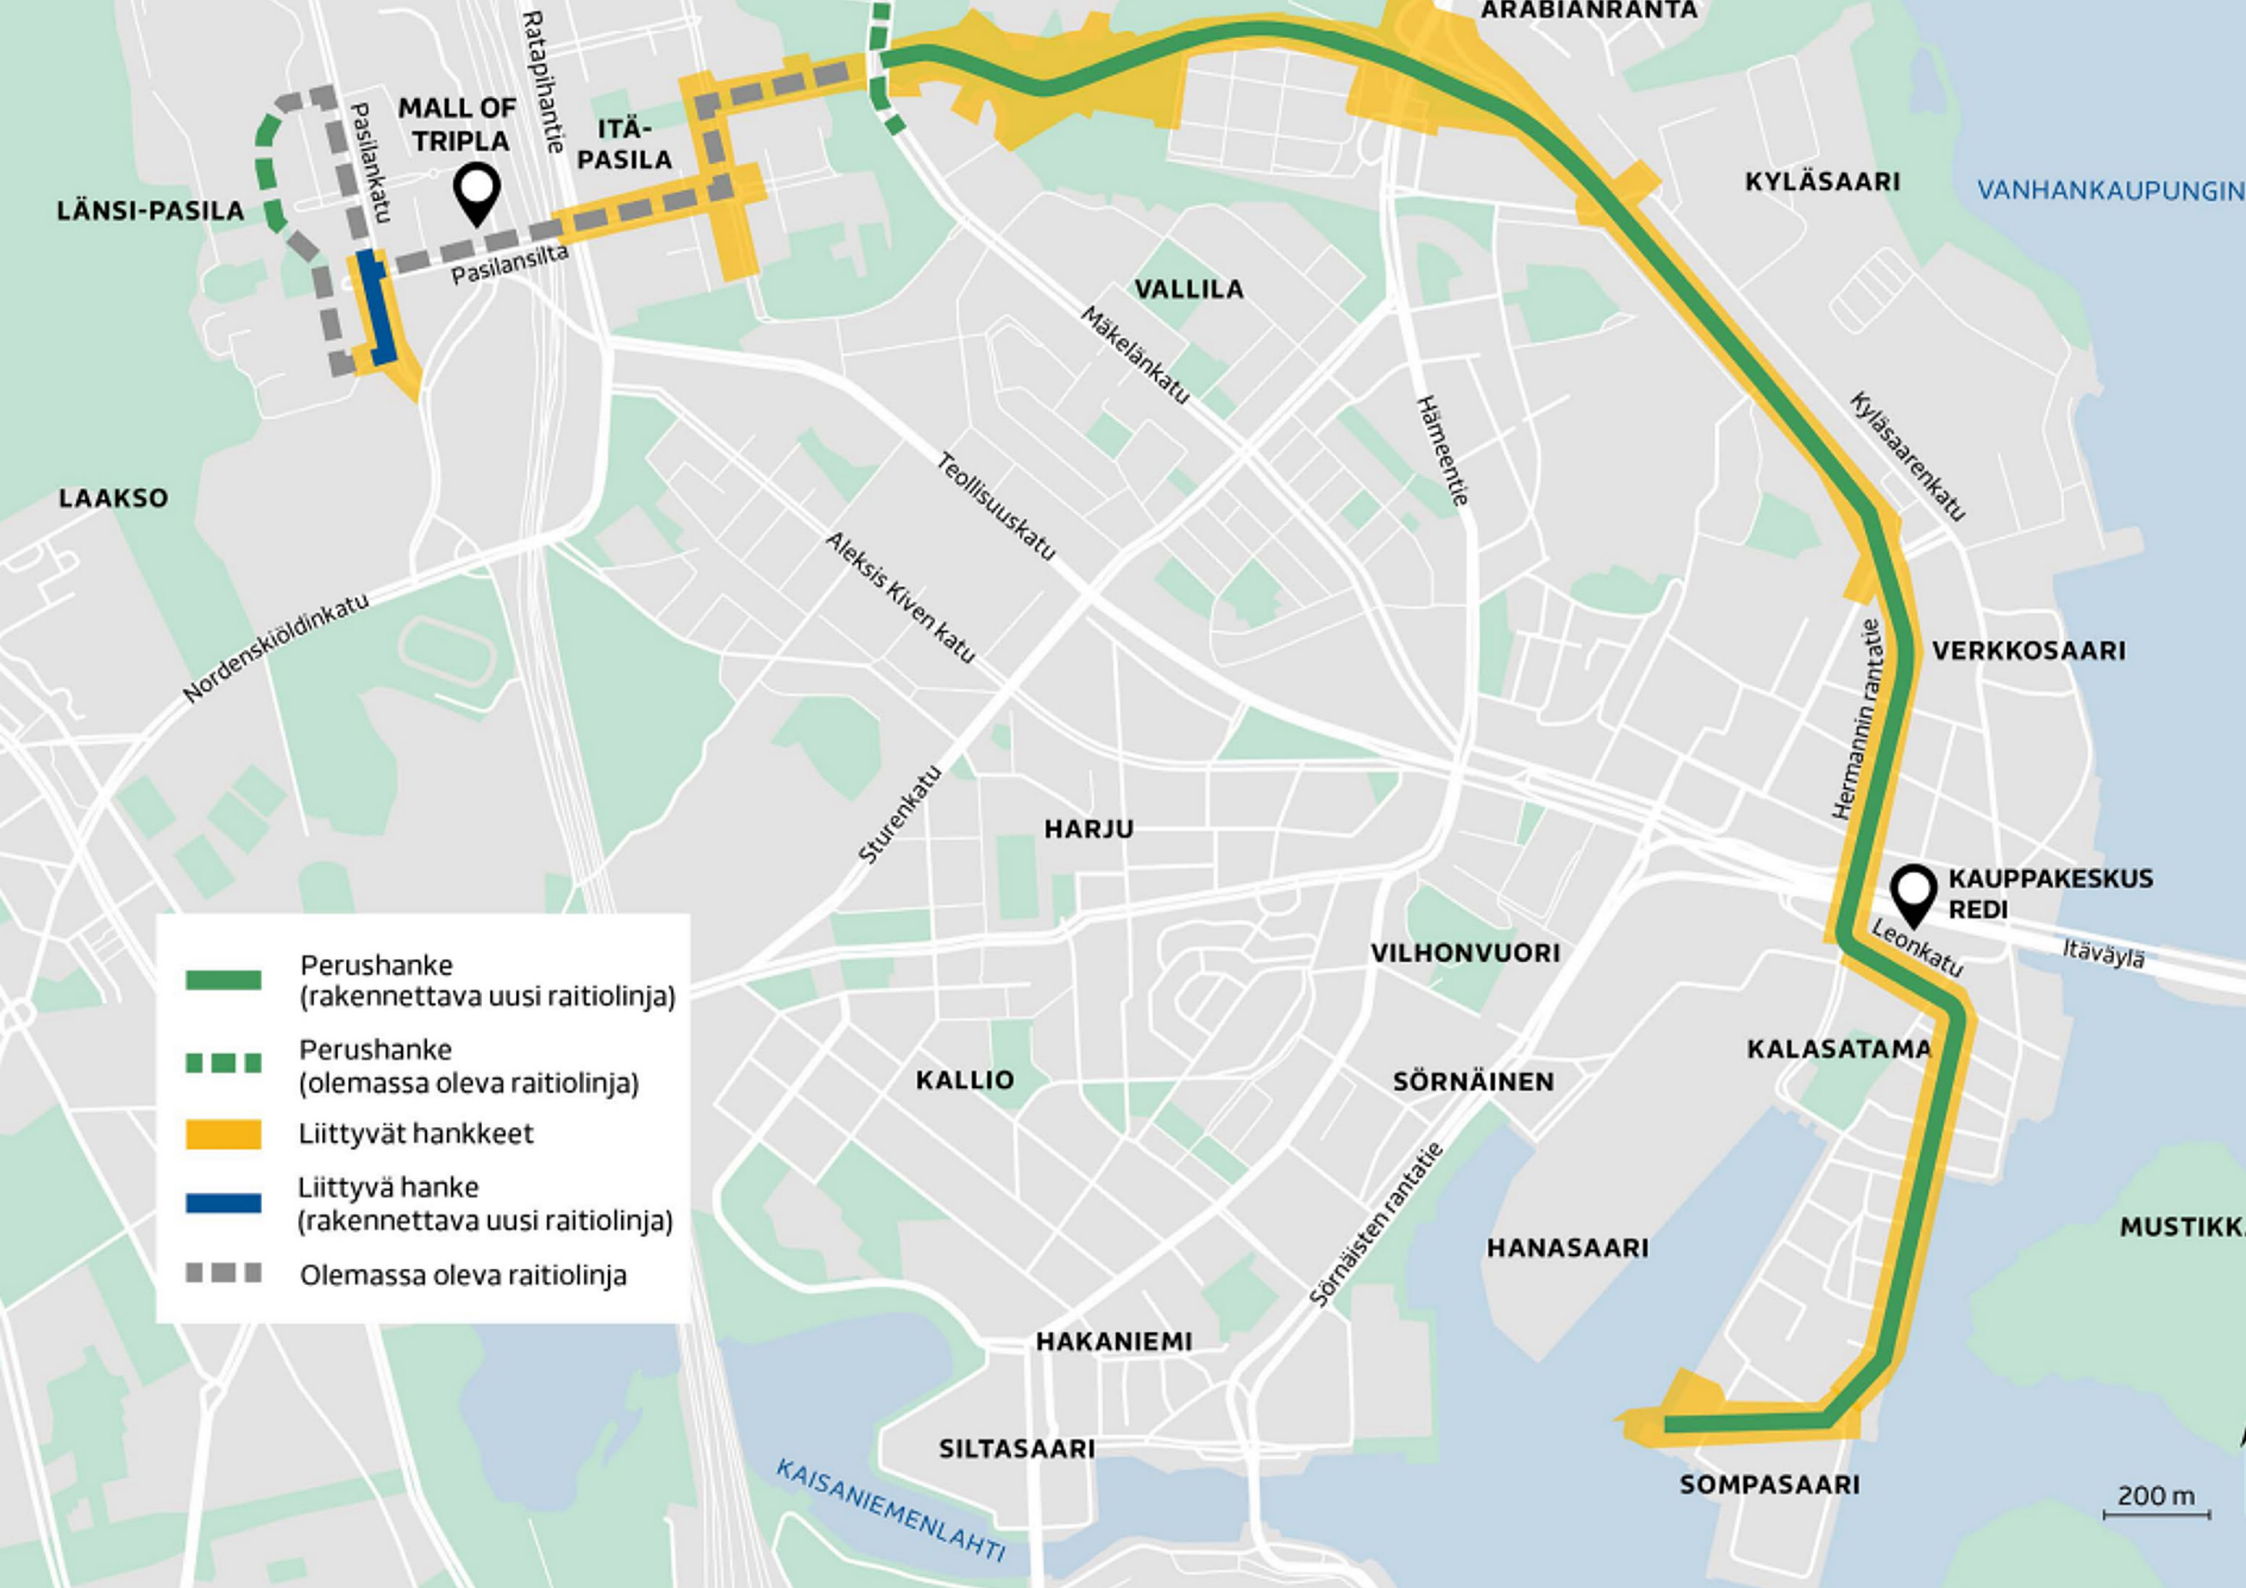 ARABIANRANTA
Ratapihantie
MALL OF
TRIPLA
Pasilankatu
ITÄ-
PASILA
LÄNSI-PASILA
Pasilansilta
KYLÄSAARI
VANHANKAUPUNGIN
VALLILA
Mäkelänkatu
Hämeentie
Kyläsaarenkatu
LAAKSO
Teollisuuskatu
Aleksis Kiven katu
Nordenskiöldinkatu
Hermannin rantatie
VERKKOSAARI
Sturenkatu
HARJU
KAUPPAKESKUS
REDI
Leonkatu
Itäväylä
VILHONVUORI
KALASATAMA
KALLIO
SÖRNÄINEN
Sörnäisten rantatie
HANASAARI
MUSTIKK
HAKANIEMI
SILTASAARI
KAISANIEMENLAHTI
SOMPASAARI
200 m
Perushanke
(rakennettava uusi raitiolinja)
Perushanke
(olemassa oleva raitiolinja)
Liittyvät hankkeet
Liittyvä hanke
(rakennettava uusi raitiolinja)
Olemassa oleva raitiolinja